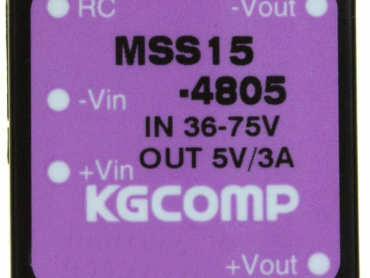 RC -Vout
MSS15
-4805
-Vin
IN 36-75V
+Vin OUT 5V/3A
KGCOMP
+Vout